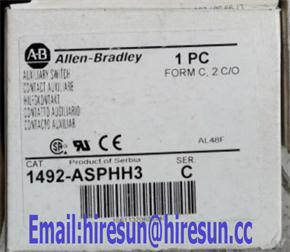 A-B Allen-Bradley
1 PC
FORM C, 2 C/O
AUXILIARY SWITCH
CONTACT AUXILIAIRE
HILFSKONTAKT
CONTATTO AUSILIARIO
CONTACTO AUXILIAR
AL48F
CAT. Product of Serbia SER
1492-ASPHH3 C
Email:hiresun@hiresun.cc